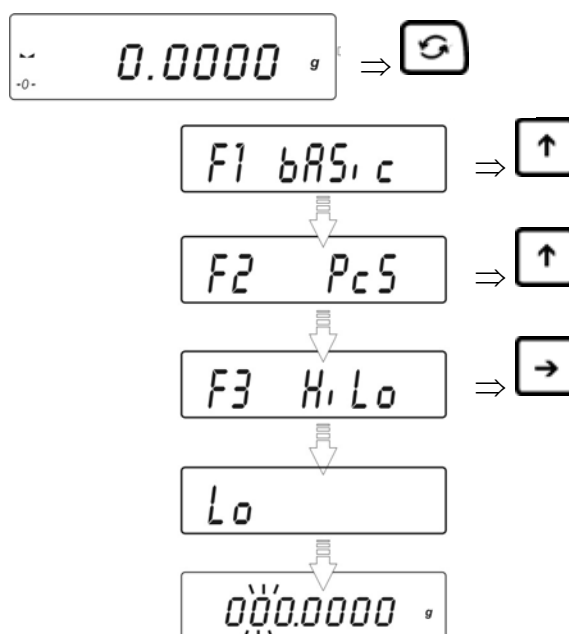 0.0000 g
-0-
F1 bASic
F2 PcS
F3 HiLo
Lo
000.0000 g